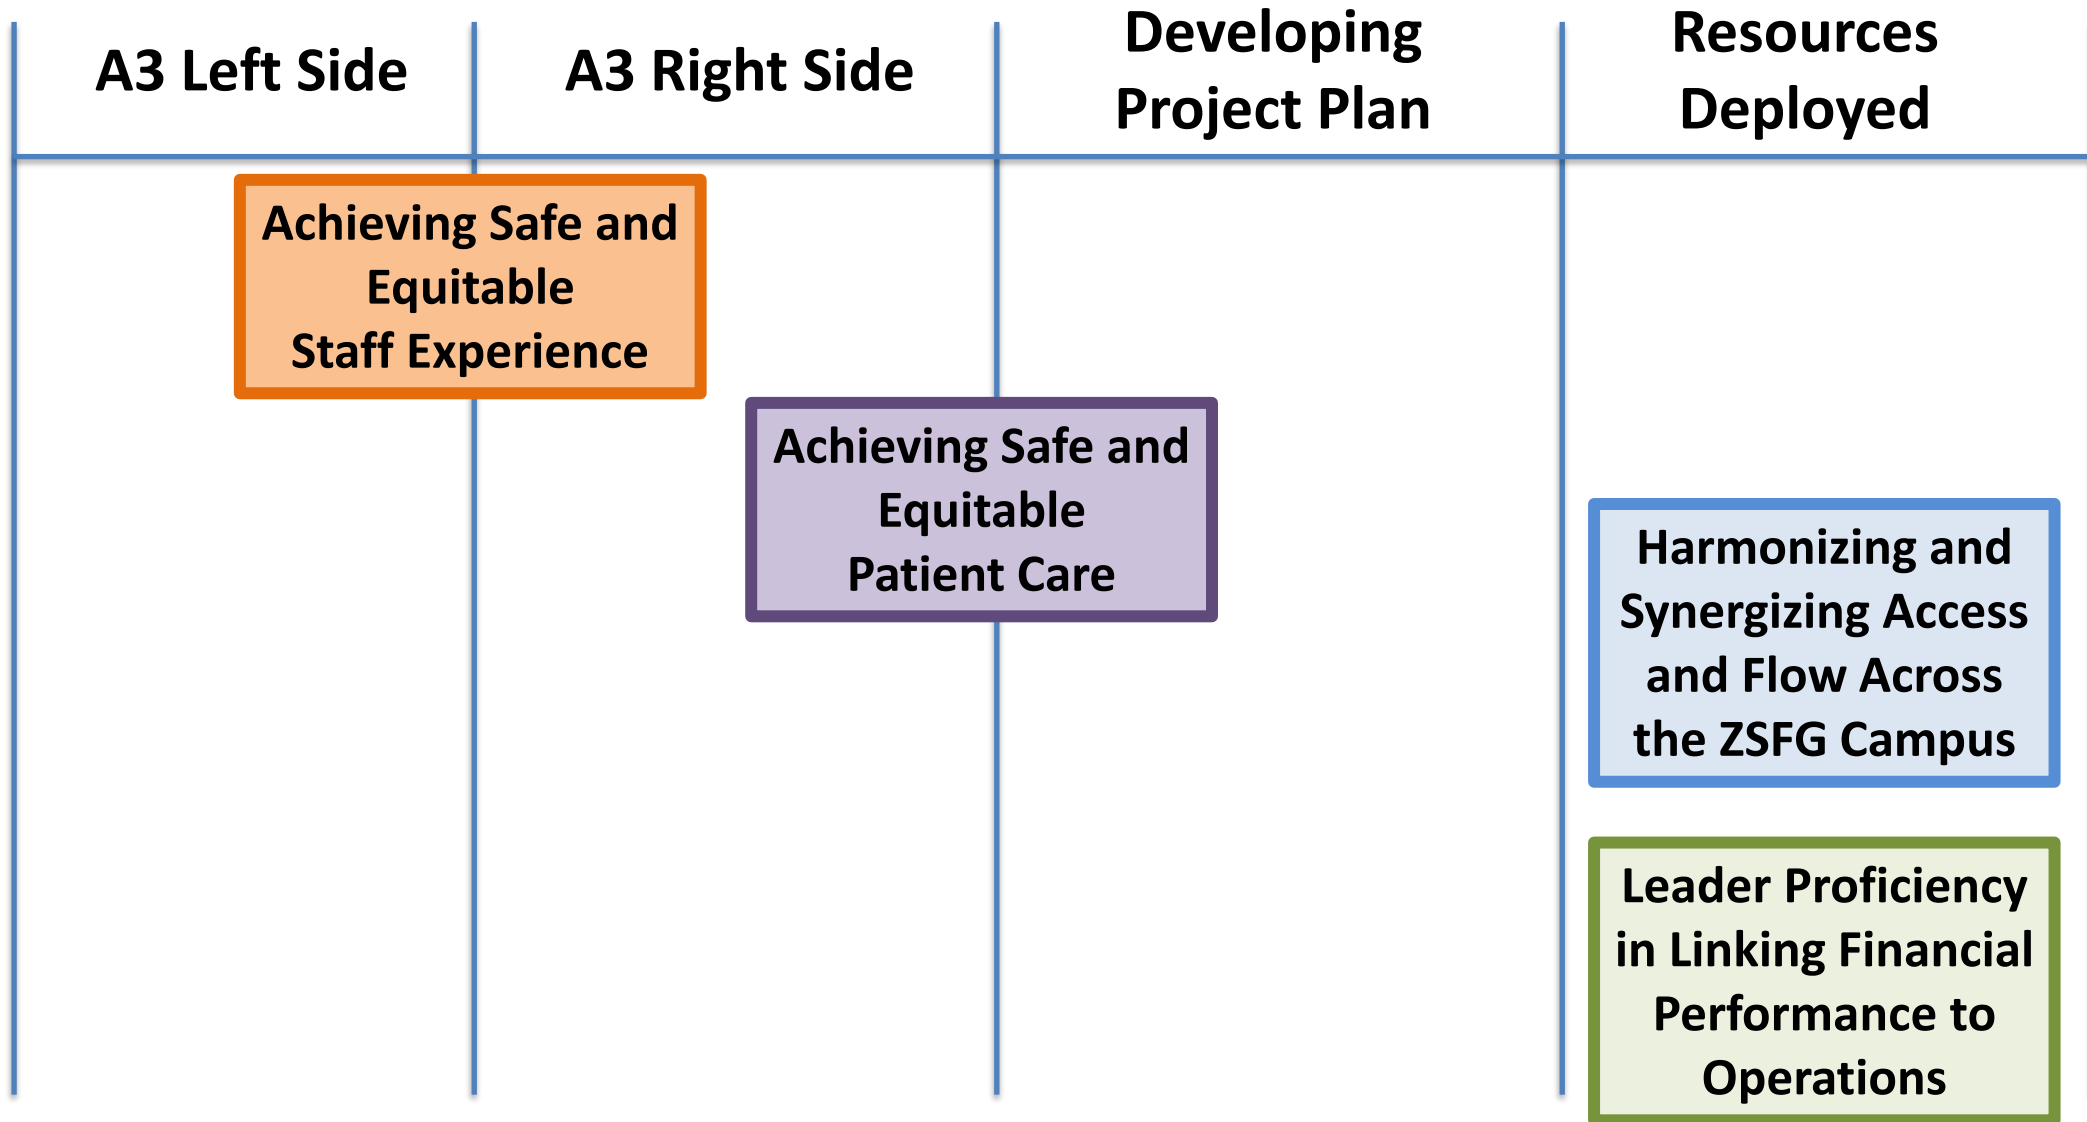 A3 Left Side
A3 Right Side
Developing
Project Plan
Resources
Deployed
Achieving Safe and
Equitable
Staff Experience
Achieving Safe and
Equitable
Patient Care
Harmonizing and
Synergizing Access
and Flow Across
the ZSFG Campus
Leader Proficiency
in Linking Financial
Performance to
Operations